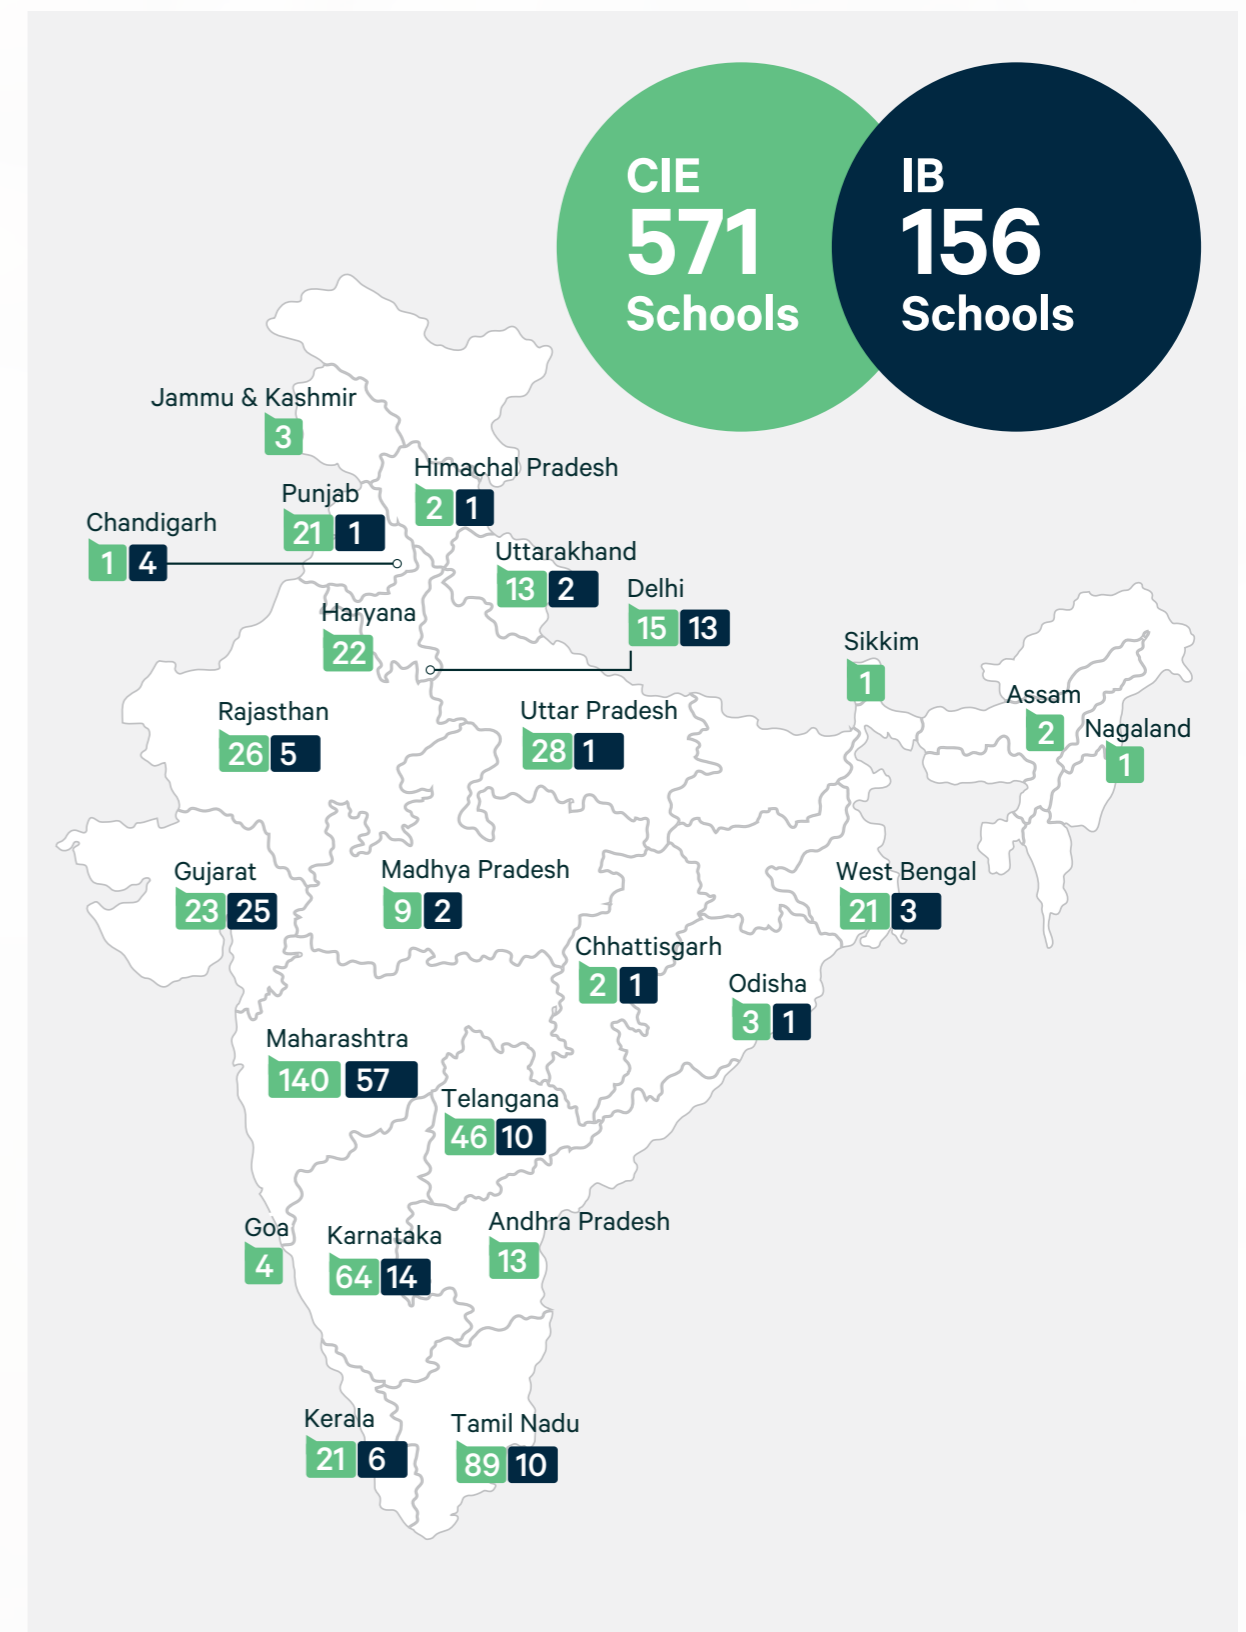 CIE
571
Schools
IB
156
Schools
Jammu & Kashmir
3
Himachal Pradesh
2 1
Punjab
21 1
Chandigarh
1 4
Uttarakhand
13 2
Delhi
15 13
Haryana
22
Sikkim
1
Assam
2
Nagaland
1
Rajasthan
26 5
Uttar Pradesh
28 1
Gujarat
23 25
Madhya Pradesh
9 2
West Bengal
21 3
Chhattisgarh
2 1
Odisha
3 1
Maharashtra
140 57
Telangana
46 10
Goa
4
Karnataka
64 14
Andhra Pradesh
13
Kerala
21 6
Tamil Nadu
89 10